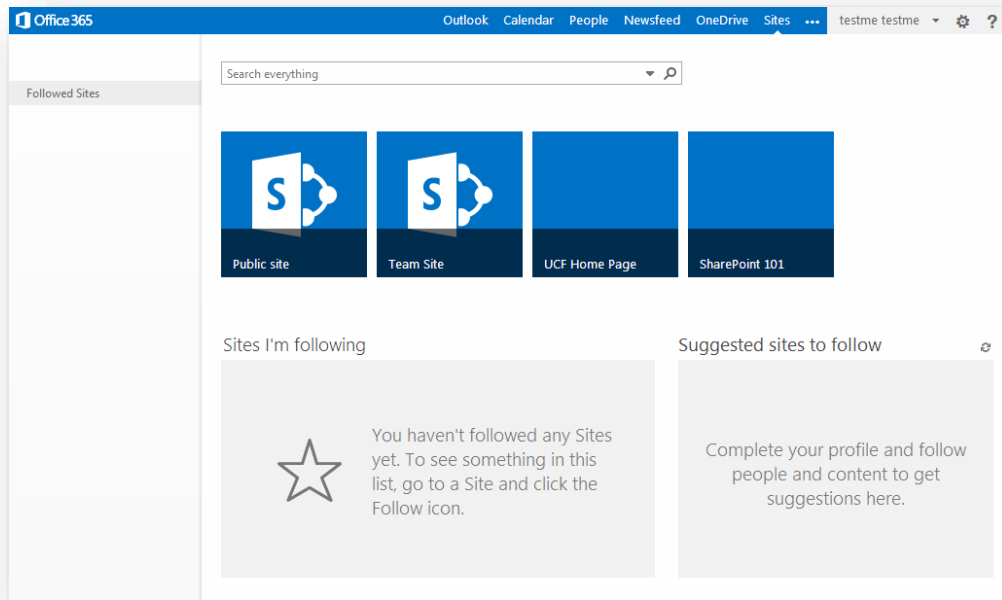 Office 365
Outlook Calendar People Newsfeed OneDrive Sites ... testme testme ?
Search everything
Followed Sites
S S
Public site Team Site UCF Home Page SharePoint 101
Sites I'm following
Suggested sites to follow
You haven't followed any Sites
yet. To see something in this
list, go to a Site and click the
Follow icon.
Complete your profile and follow
people and content to get
suggestions here.